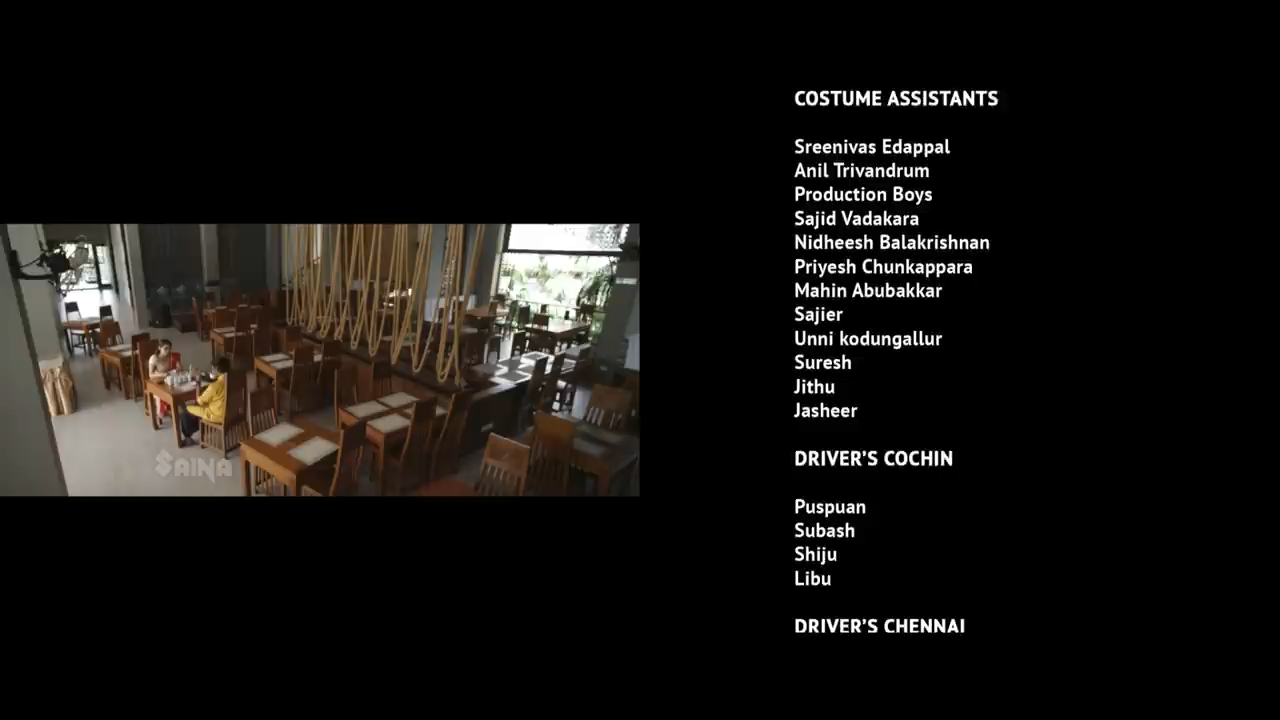 COSTUME ASSISTANTS
Sreenivas Edappal
Anil Trivandrum
Production Boys
Sajid Vadakara
Nidheesh Balakrishnan
Priyesh Chunkappara
Mahin Abubakkar
Sajier
Unni kodungallur
Suresh
Jithu
Jasheer
DRIVER’S COCHIN
Puspuan
Subash
Shiju
Libu
DRIVER’S CHENNAI
SAINA